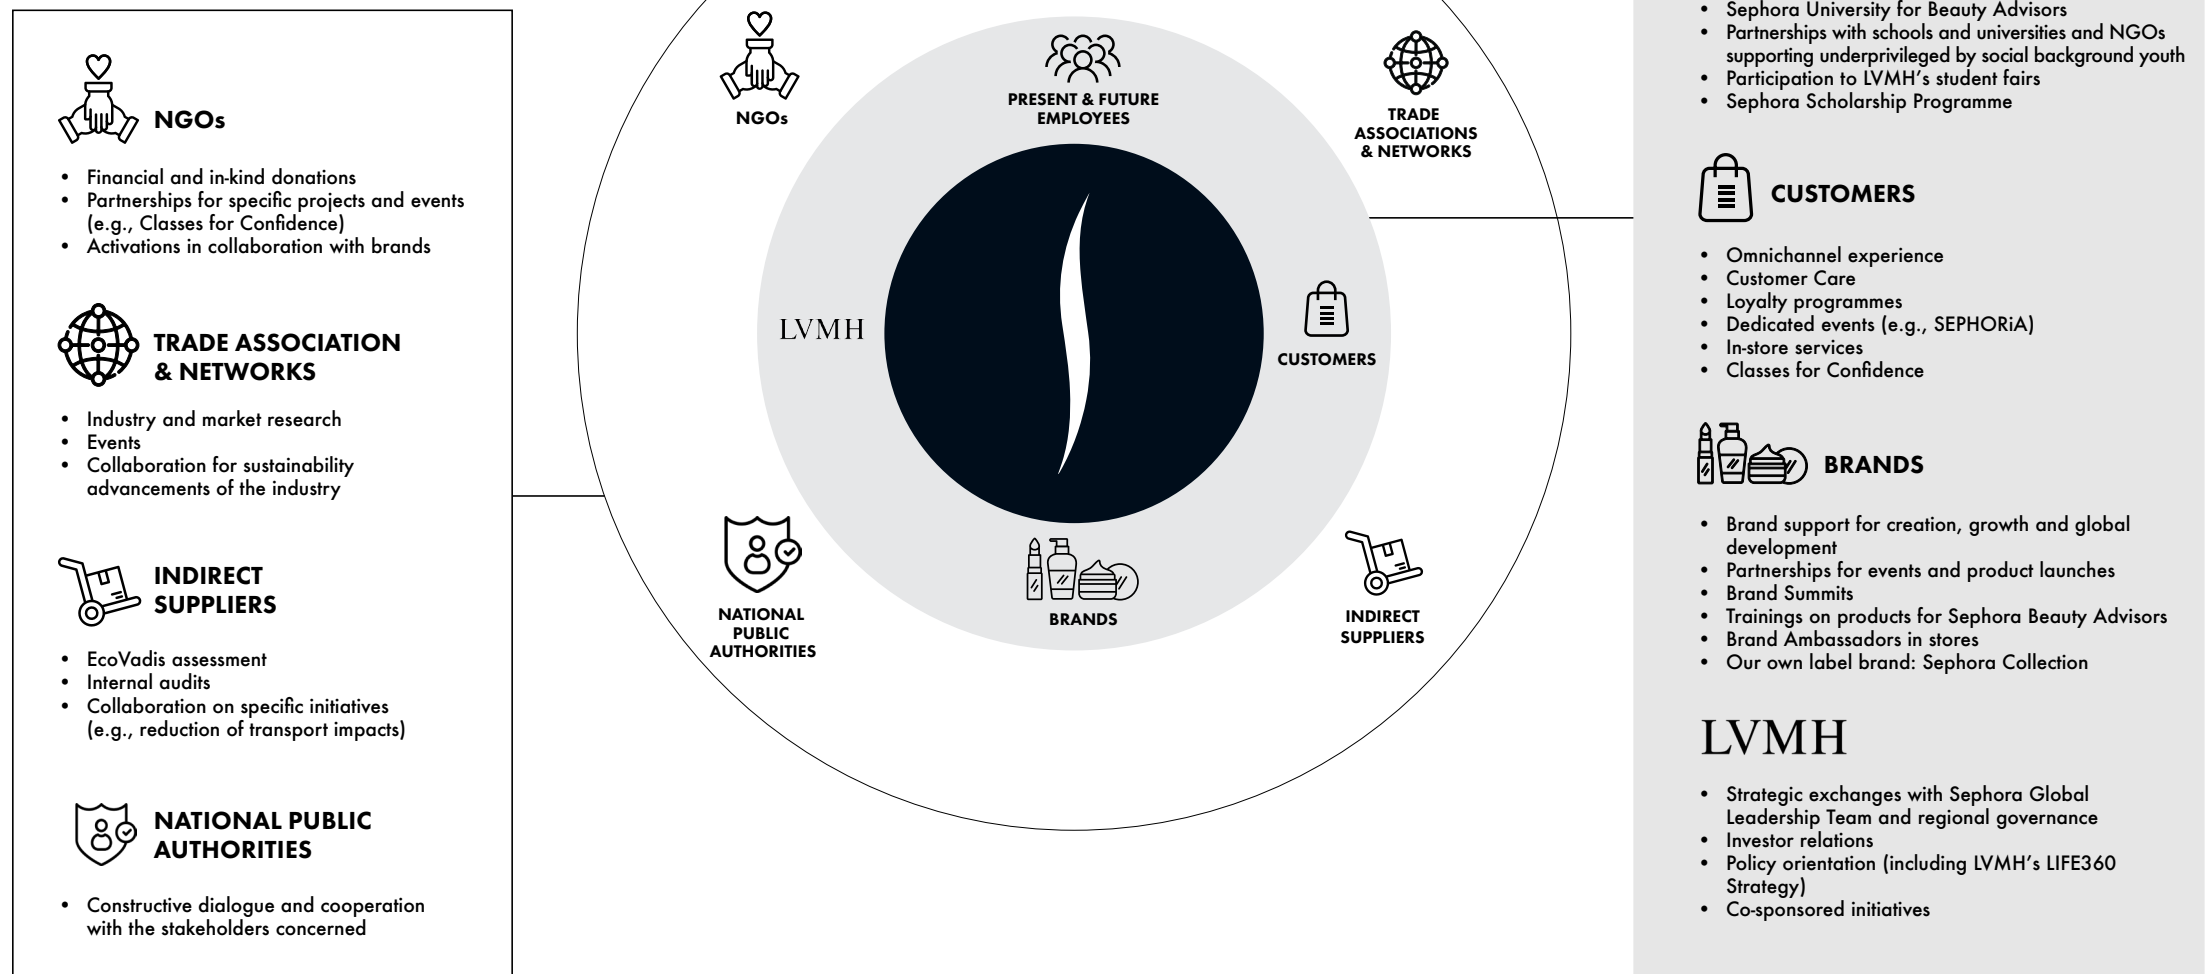 NGOs
• Financial and in-kind donations
• Partnerships for specific projects and events
(e.g., Classes for Confidence)
• Activations in collaboration with brands
TRADE ASSOCIATION
& NETWORKS
• Industry and market research
• Events
• Collaboration for sustainability
advancements of the industry
INDIRECT
SUPPLIERS
• EcoVadis assessment
• Internal audits
• Collaboration on specific initiatives
(e.g., reduction of transport impacts)
NATIONAL PUBLIC
AUTHORITIES
• Constructive dialogue and cooperation
with the stakeholders concerned
NGOs
PRESENT & FUTURE
EMPLOYEES
TRADE
ASSOCIATIONS
& NETWORKS
LVMH
CUSTOMERS
NATIONAL
PUBLIC
AUTHORITIES
BRANDS
INDIRECT
SUPPLIERS
• Sephora University for Beauty Advisors
• Partnerships with schools and universities and NGOs
supporting underprivileged by social background youth
• Participation to LVMH’s student fairs
• Sephora Scholarship Programme
CUSTOMERS
• Omnichannel experience
• Customer Care
• Loyalty programmes
• Dedicated events (e.g., SEPHORiA)
• In-store services
• Classes for Confidence
BRANDS
• Brand support for creation, growth and global
development
• Partnerships for events and product launches
• Brand Summits
• Trainings on products for Sephora Beauty Advisors
• Brand Ambassadors in stores
• Our own label brand: Sephora Collection
LVMH
• Strategic exchanges with Sephora Global
Leadership Team and regional governance
• Investor relations
• Policy orientation (including LVMH’s LIFE360
Strategy)
• Co-sponsored initiatives